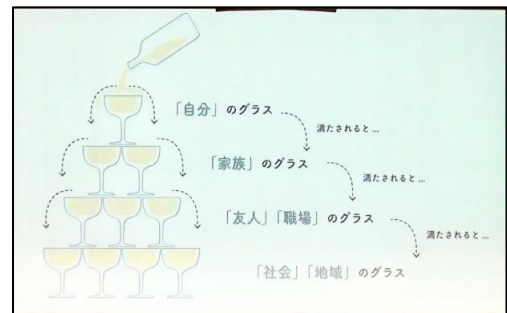 「自分」のグラス
満たされると…
「家族」のグラス
満たされると…
「友人」「職場」のグラス
満たされると…
「社会」「地域」のグラス